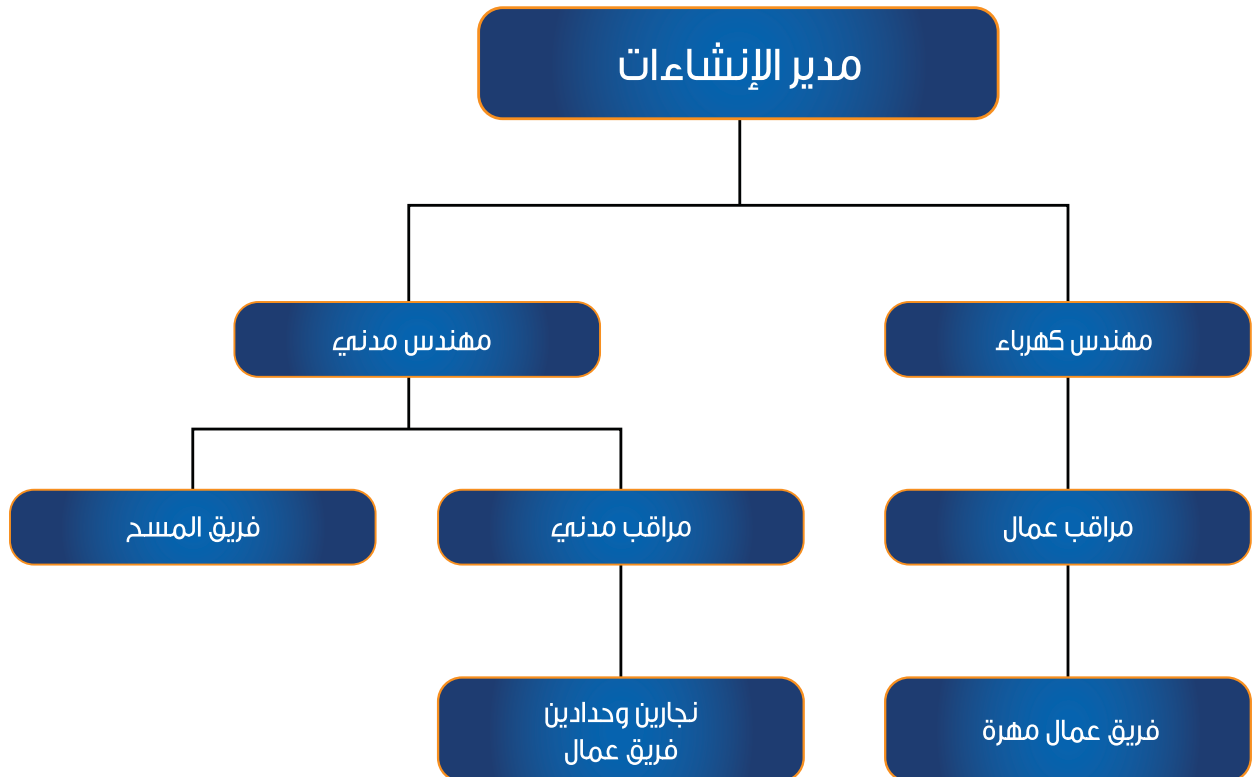 مدير الإنشاءات
مهندس كهرباء
مهندس مدني
مراقب عمال
مراقب مدني
فريق المسح
فريق عمال مهرة
نجارين وحدادين
فريق عمال